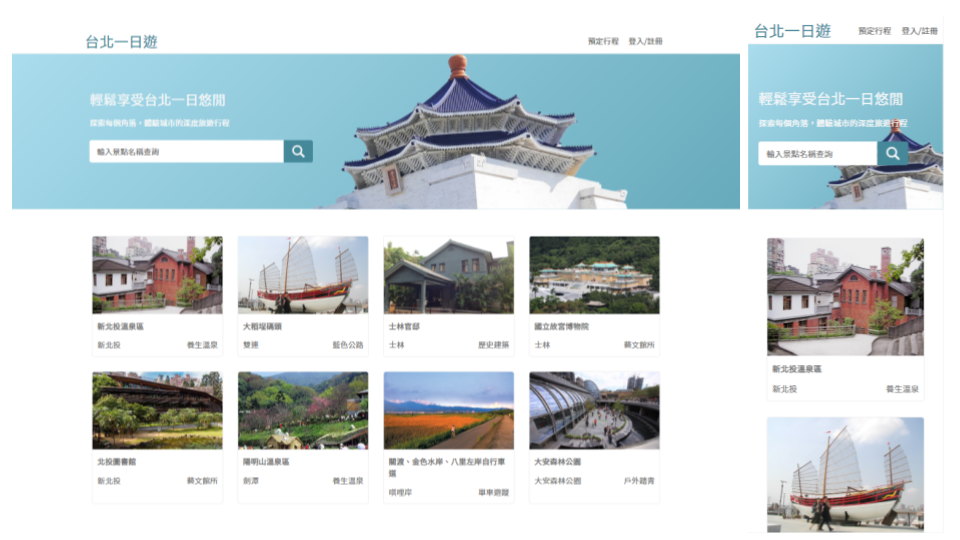 台北一日遊
預定行程 登入/註冊
輕鬆享受台北一日悠閒
探索每個角落,體驗城市的深度旅遊行程
輸入景點名稱查詢
新北投溫泉區
新北投 養生溫泉
大稻埕碼頭
雙連 藍色公路
士林官邸
士林 歷史建築
國立故宮博物院
士林 藝文館所
北投圖書館
新北投 藝文館所
陽明山溫泉區
劍潭 養生溫泉
關渡、金色水岸、八里左岸自行車
道
唭哩岸 單車遊蹤
大安森林公園
大安森林公園 戶外踏青
台北一日遊
預定行程 登入/註冊
輕鬆享受台北一日悠閒
探索每個角落,體驗城市的深度旅遊行程
輸入景點名稱查詢
新北投溫泉區
新北投 養生溫泉